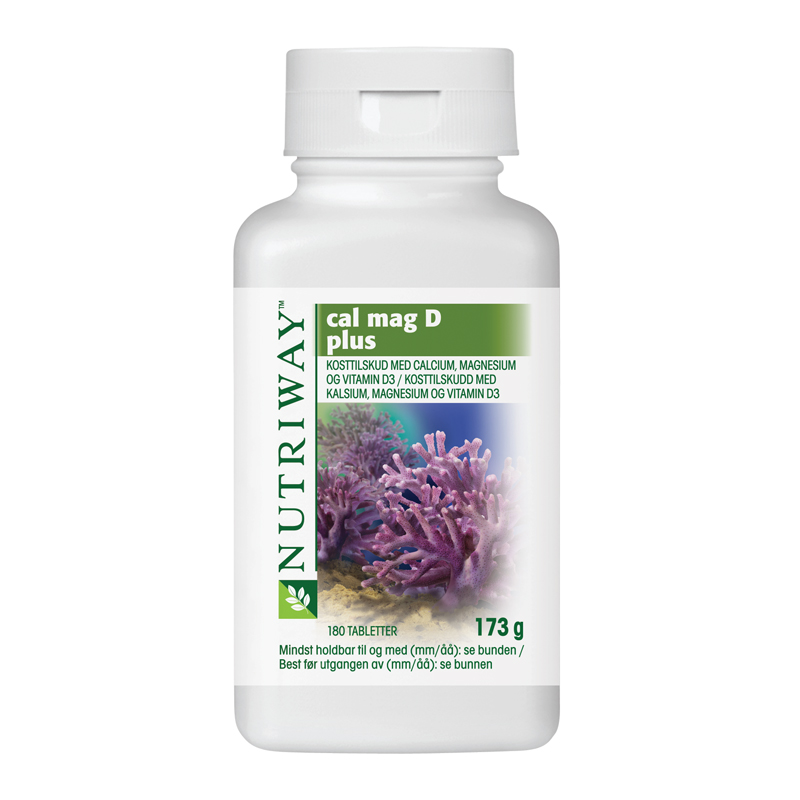 NUTRIWAY™
cal mag D
plus
KOSTTILSKUD MED CALCIUM, MAGNESIUM
OG VITAMIN D3 / KOSTTILSKUDD MED
KALSIUM, MAGNESIUM OG VITAMIN D3
180 TABLETTER
173 g
Mindst holdbar til og med (mm/åå): se bunden /
Best før utgangen av (mm/åå): se bunnen